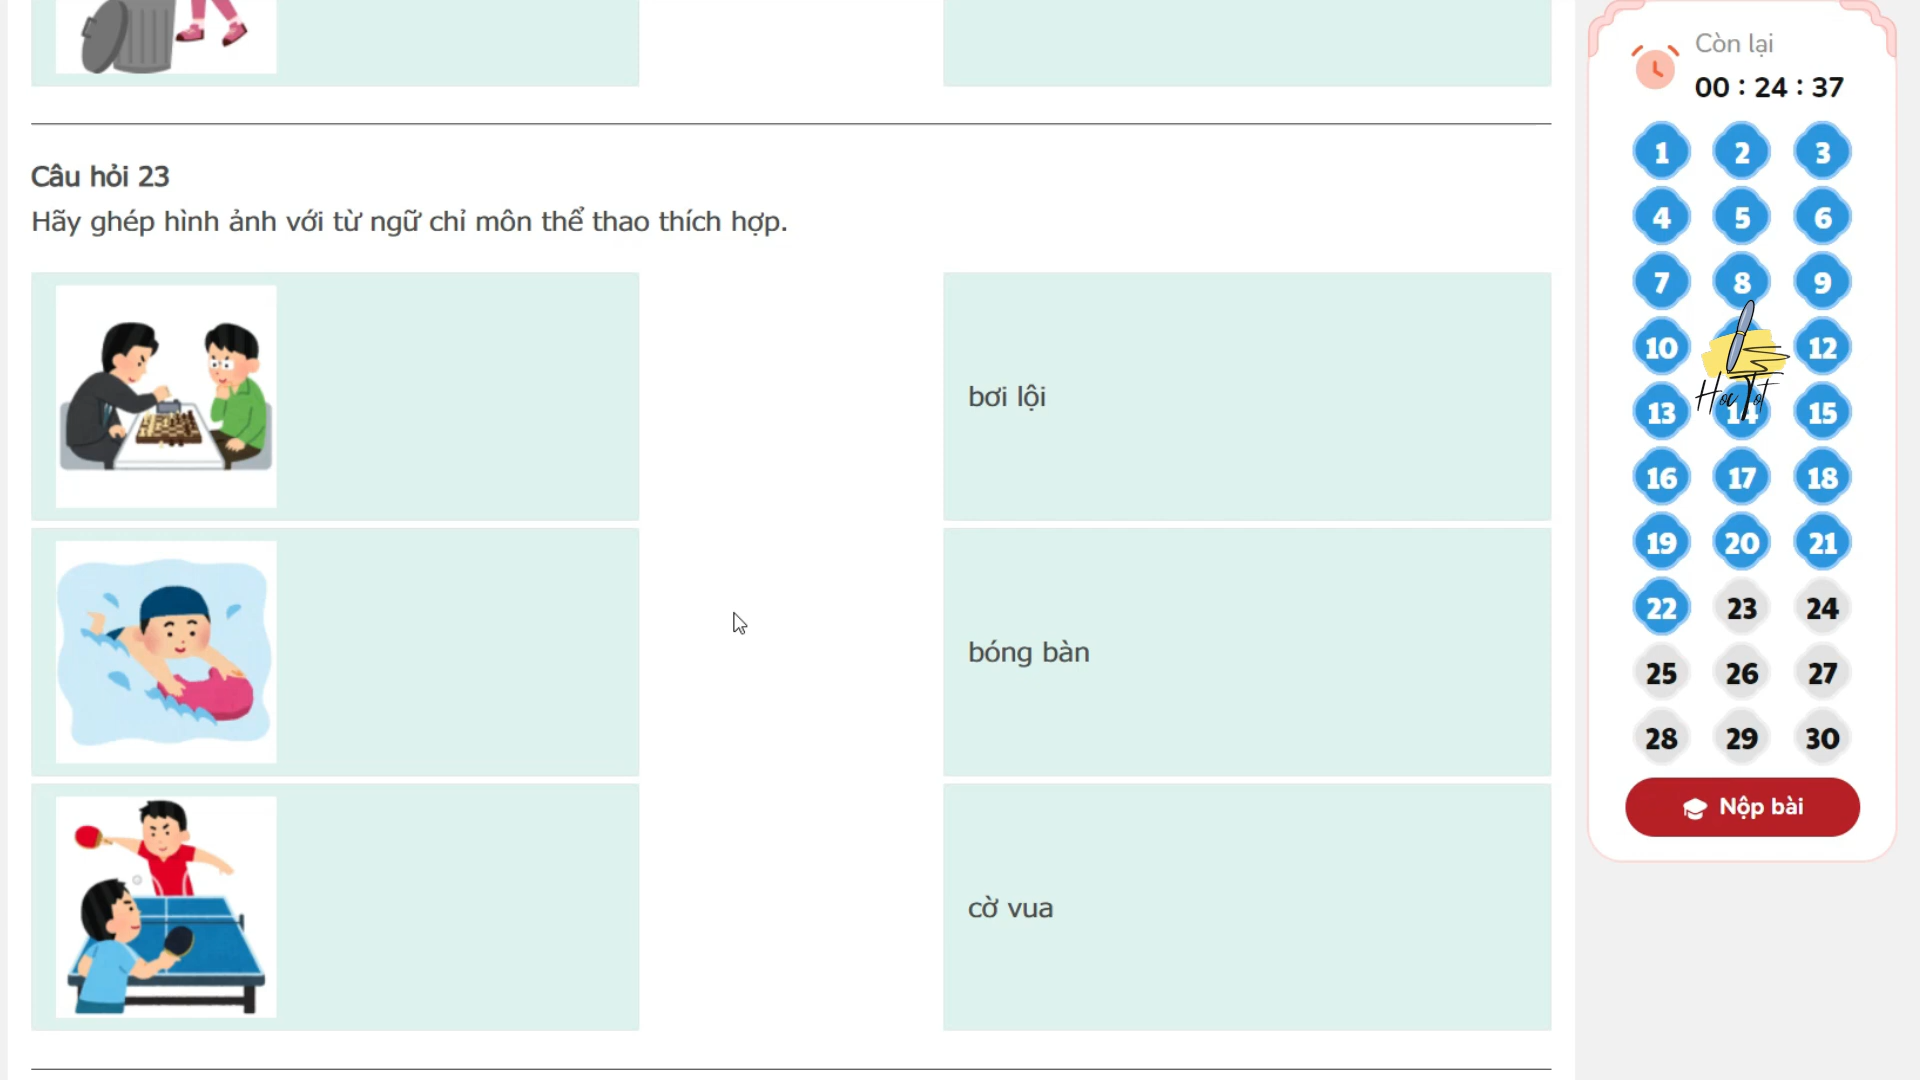 Câu hỏi 23
Hãy ghép hình ảnh với từ ngữ chỉ môn thể thao thích hợp.
bơi lội
bóng bàn
cờ vua
Còn lại
00 : 24 : 37
1 2 3
4 5 6
7 8 9
10 12
Học Tốt
13 14 15
16 17 18
19 20 21
22 23 24
25 26 27
28 29 30
Nộp bài